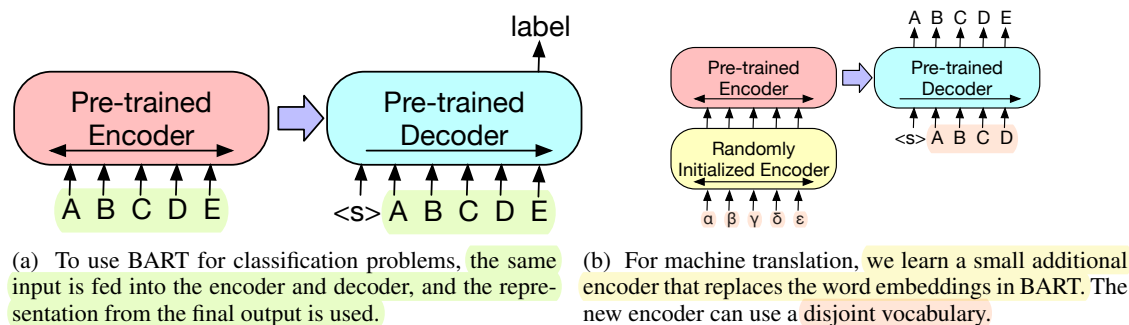 label
Pre-trained
Encoder
Pre-trained
Decoder
A B C D E
<s> A B C D E
(a) To use BART for classification problems, the same
input is fed into the encoder and decoder, and the repre-
sentation from the final output is used.
A B C D E
Pre-trained
Encoder
Pre-trained
Decoder
<s> A B C D
Randomly
Initialized Encoder
α β γ δ ε
(b) For machine translation, we learn a small additional
encoder that replaces the word embeddings in BART. The
new encoder can use a disjoint vocabulary.